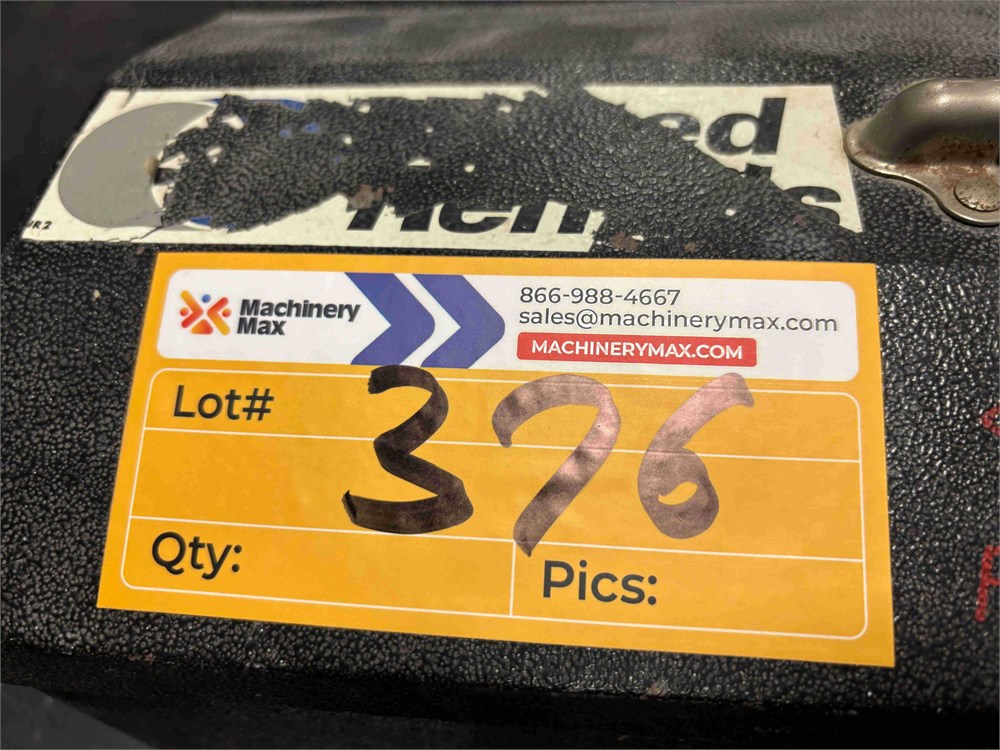 ed
Machinery
Max
866-988-4667
sales@machinerymax.com
MACHINERYMAX.COM
Lot# 376
Qty:
Pics: